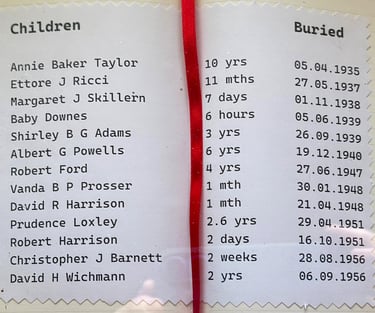 Children Buried
Annie Baker Taylor 10 yrs 05.04.1935
Ettore J Ricci 11 mths 27.05.1937
Margaret J Skillern 7 days 01.11.1938
Baby Downes 6 hours 05.06.1939
Shirley B G Adams 3 yrs 26.09.1939
Albert G Powells 6 yrs 19.12.1940
Robert Ford 4 yrs 27.06.1947
Vanda B P Prosser 1 mth 30.01.1948
David R Harrison 1 mth 21.04.1948
Prudence Loxley 2.6 yrs 29.04.1951
Robert Harrison 2 days 16.10.1951
Christopher J Barnett 2 weeks 28.08.1956
David H Wichmann 2 yrs 06.09.1956